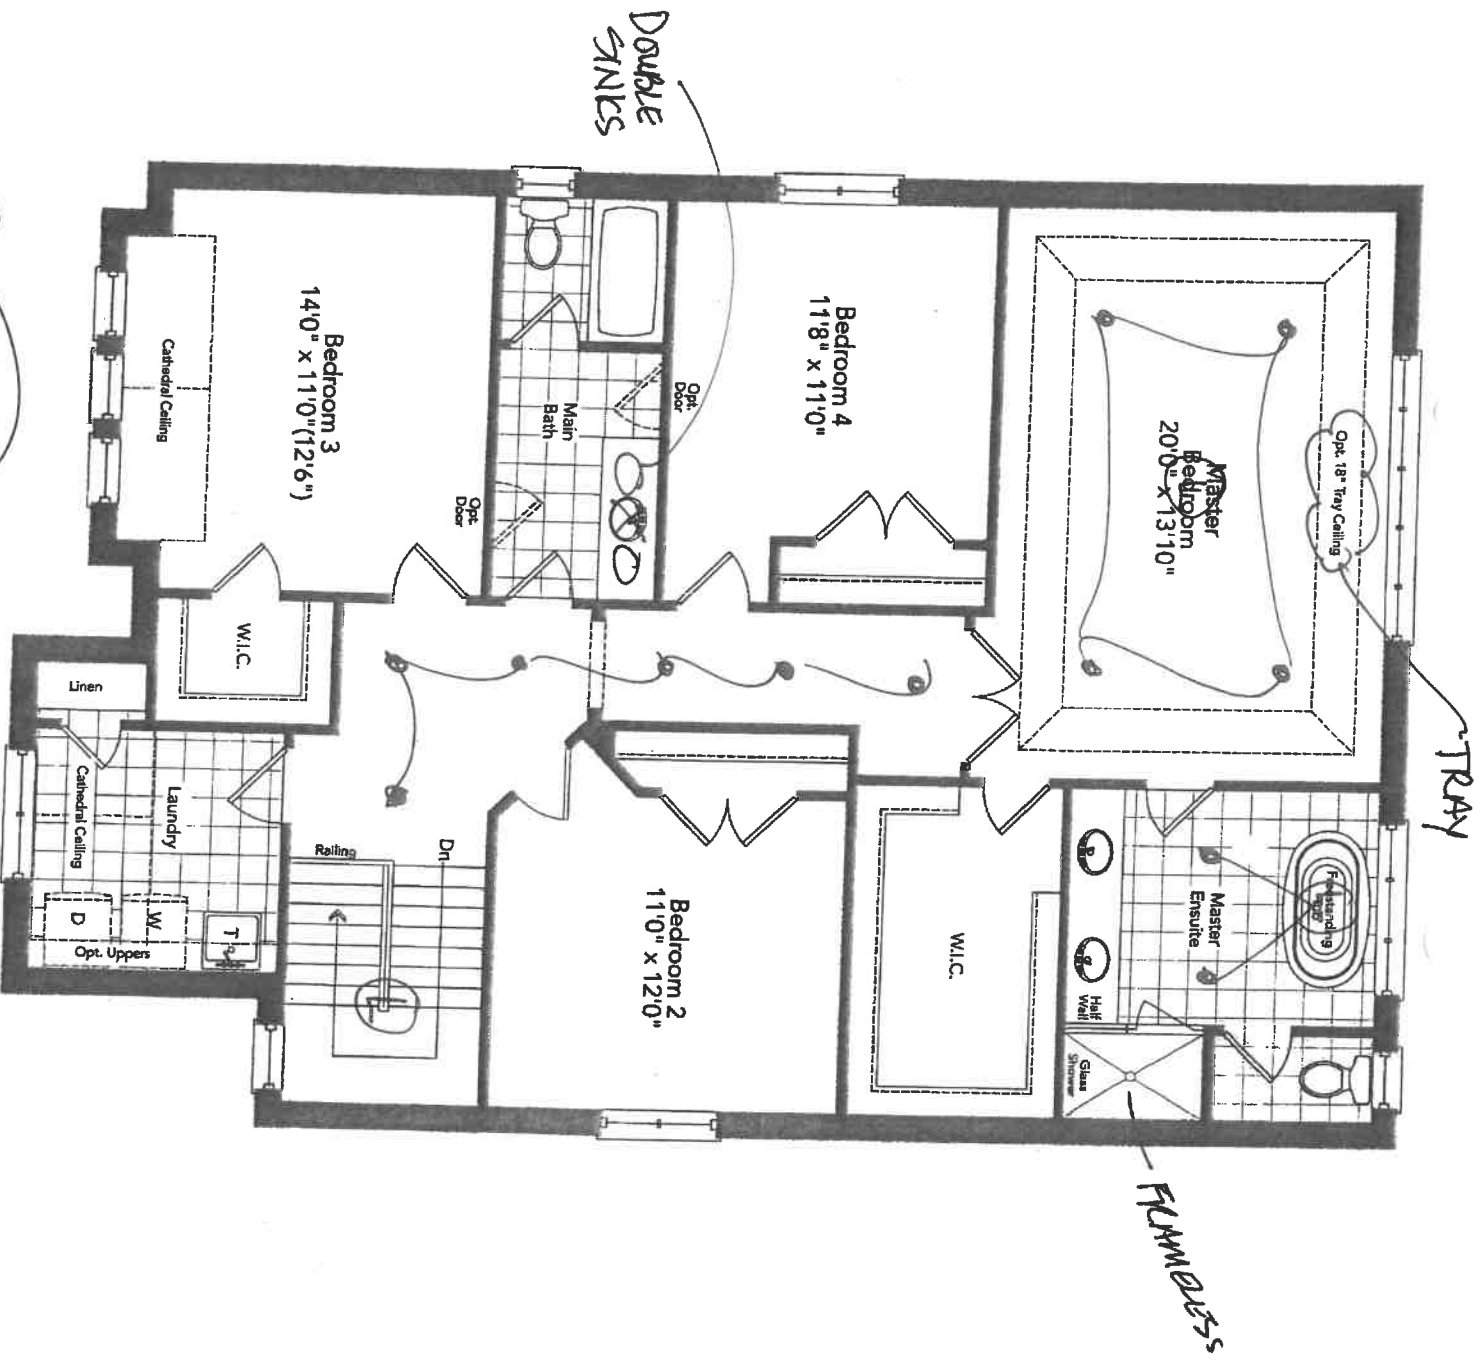 DOUBLE
SINKS
TRAY
FRAMELESS
Opt. 18" Tray Ceiling
Master
Bedroom
20'0" x 13'10"
Bedroom 4
11'8" x 11'0"
Opt.
Door
Main
Bath
Opt.
Door
Bedroom 3
14'0" x 11'0"(12'6")
Cathedral Ceiling
W.I.C.
Linen
Laundry
Cathedral Ceiling
D
W
T
Opt. Uppers
Railing
Dn
Bedroom 2
11'0" x 12'0"
W.I.C.
Master
Ensuite
Freestanding
Half
Wall
Glass
Shower